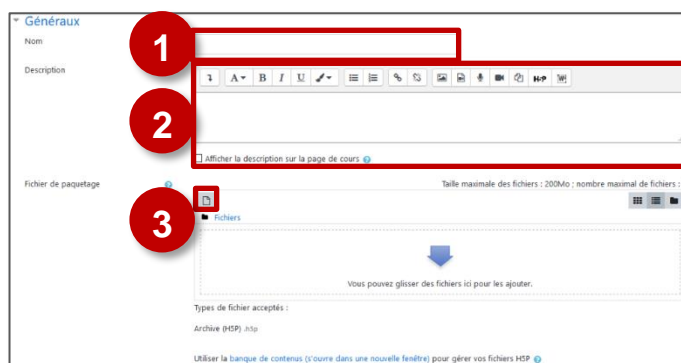 Généraux
Nom
1
Description
A B I U H-P
2
Afficher la description sur la page de cours
Fichier de paquetage
Taille maximale des fichiers : 200Mo ; nombre maximal de fichiers :
3
Fichiers
Vous pouvez glisser des fichiers ici pour les ajouter.
Types de fichier acceptés :
Archive (H5P) .h5p
Utiliser la banque de contenus (s'ouvre dans une nouvelle fenêtre) pour gérer vos fichiers H5P